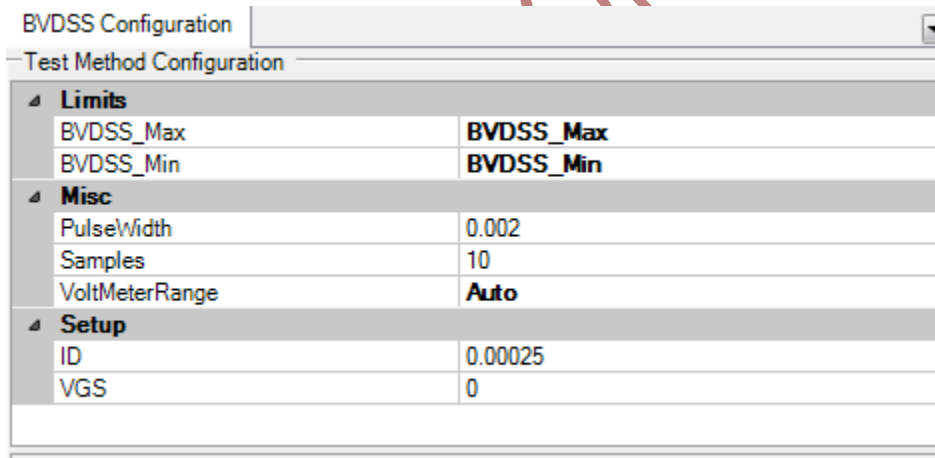 BVDSS Configuration
Test Method Configuration
Limits
BVDSS_Max BVDSS_Max
BVDSS_Min BVDSS_Min
Misc
PulseWidth 0.002
Samples 10
VoltMeterRange Auto
Setup
ID 0.00025
VGS 0